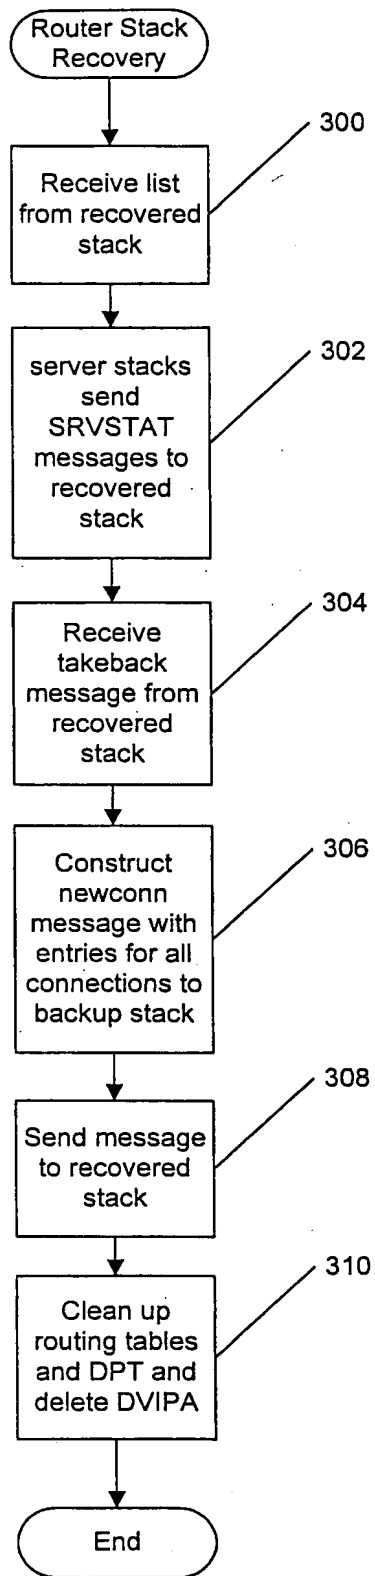 Router Stack
Recovery
300
Receive list
from recovered
stack
302
server stacks
send
SRVSTAT
messages to
recovered
stack
304
Receive
takeback
message from
recovered
stack
306
Construct
newconn
message with
entries for all
connections to
backup stack
308
Send message
to recovered
stack
310
Clean up
routing tables
and DPT and
delete DVIPA
End